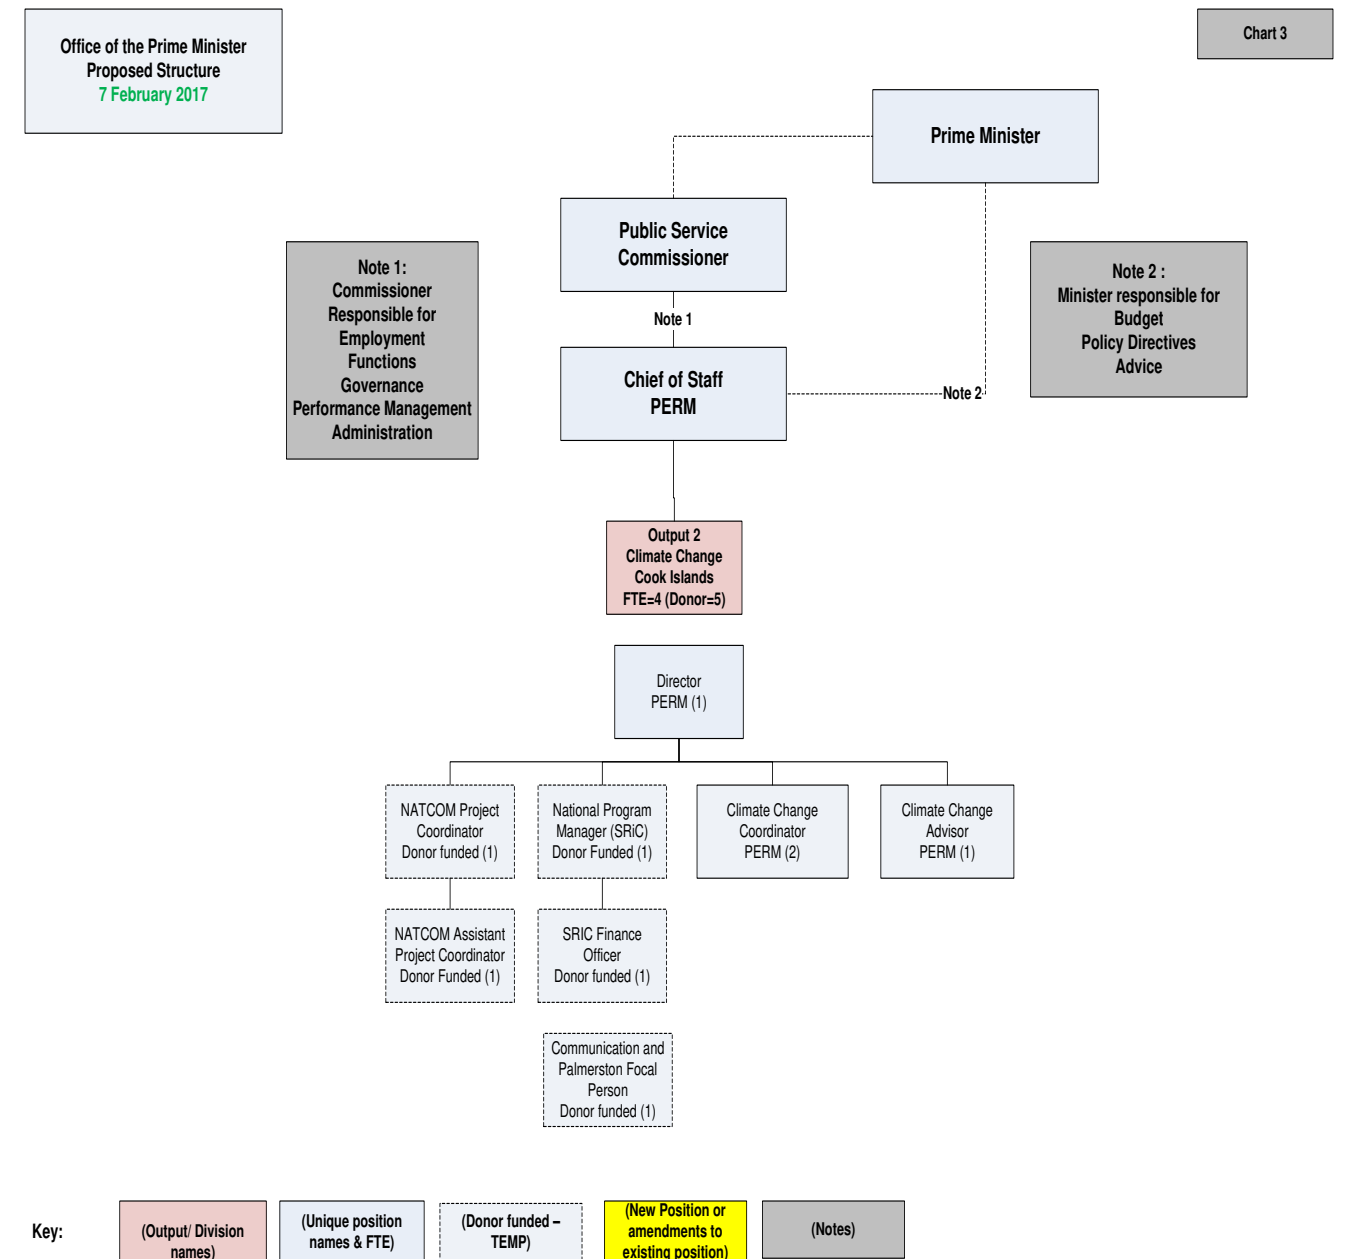 Office of the Prime Minister
Proposed Structure
7 February 2017
Chart 3
Prime Minister
Public Service
Commissioner
Note 1:
Commissioner
Responsible for
Employment
Functions
Governance
Performance Management
Administration
Note 1
Note 2 :
Minister responsible for
Budget
Policy Directives
Advice
Chief of Staff
PERM
Note 2
Output 2
Climate Change
Cook Islands
FTE=4 (Donor=5)
Director
PERM (1)
NATCOM Project
Coordinator
Donor funded (1)
National Program
Manager (SRiC)
Donor Funded (1)
Climate Change
Coordinator
PERM (2)
Climate Change
Advisor
PERM (1)
NATCOM Assistant
Project Coordinator
Donor Funded (1)
SRIC Finance
Officer
Donor funded (1)
Communication and
Palmerston Focal
Person
Donor funded (1)
Key:
(Output/ Division
names)
(Unique position
names & FTE)
(Donor funded –
TEMP)
(New Position or
amendments to
existing position)
(Notes)